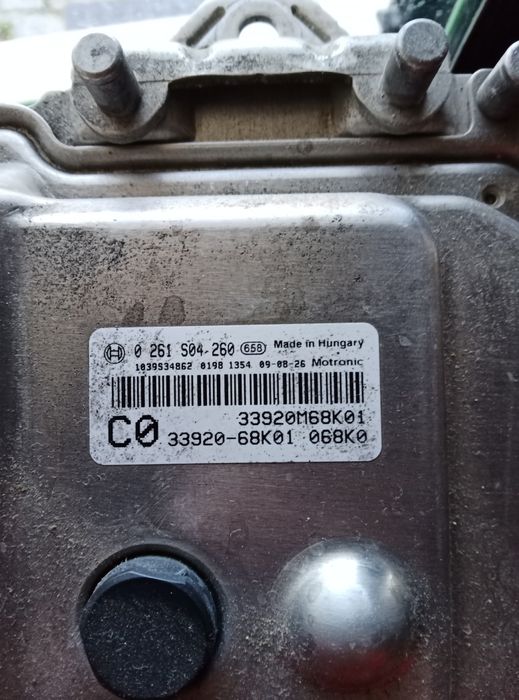 0 261 S04 260 658 Made in Hungary
1039S34862 0198 1354 09-08-26 Motronic
C0 33920M68K01
33920-68K01 068K0